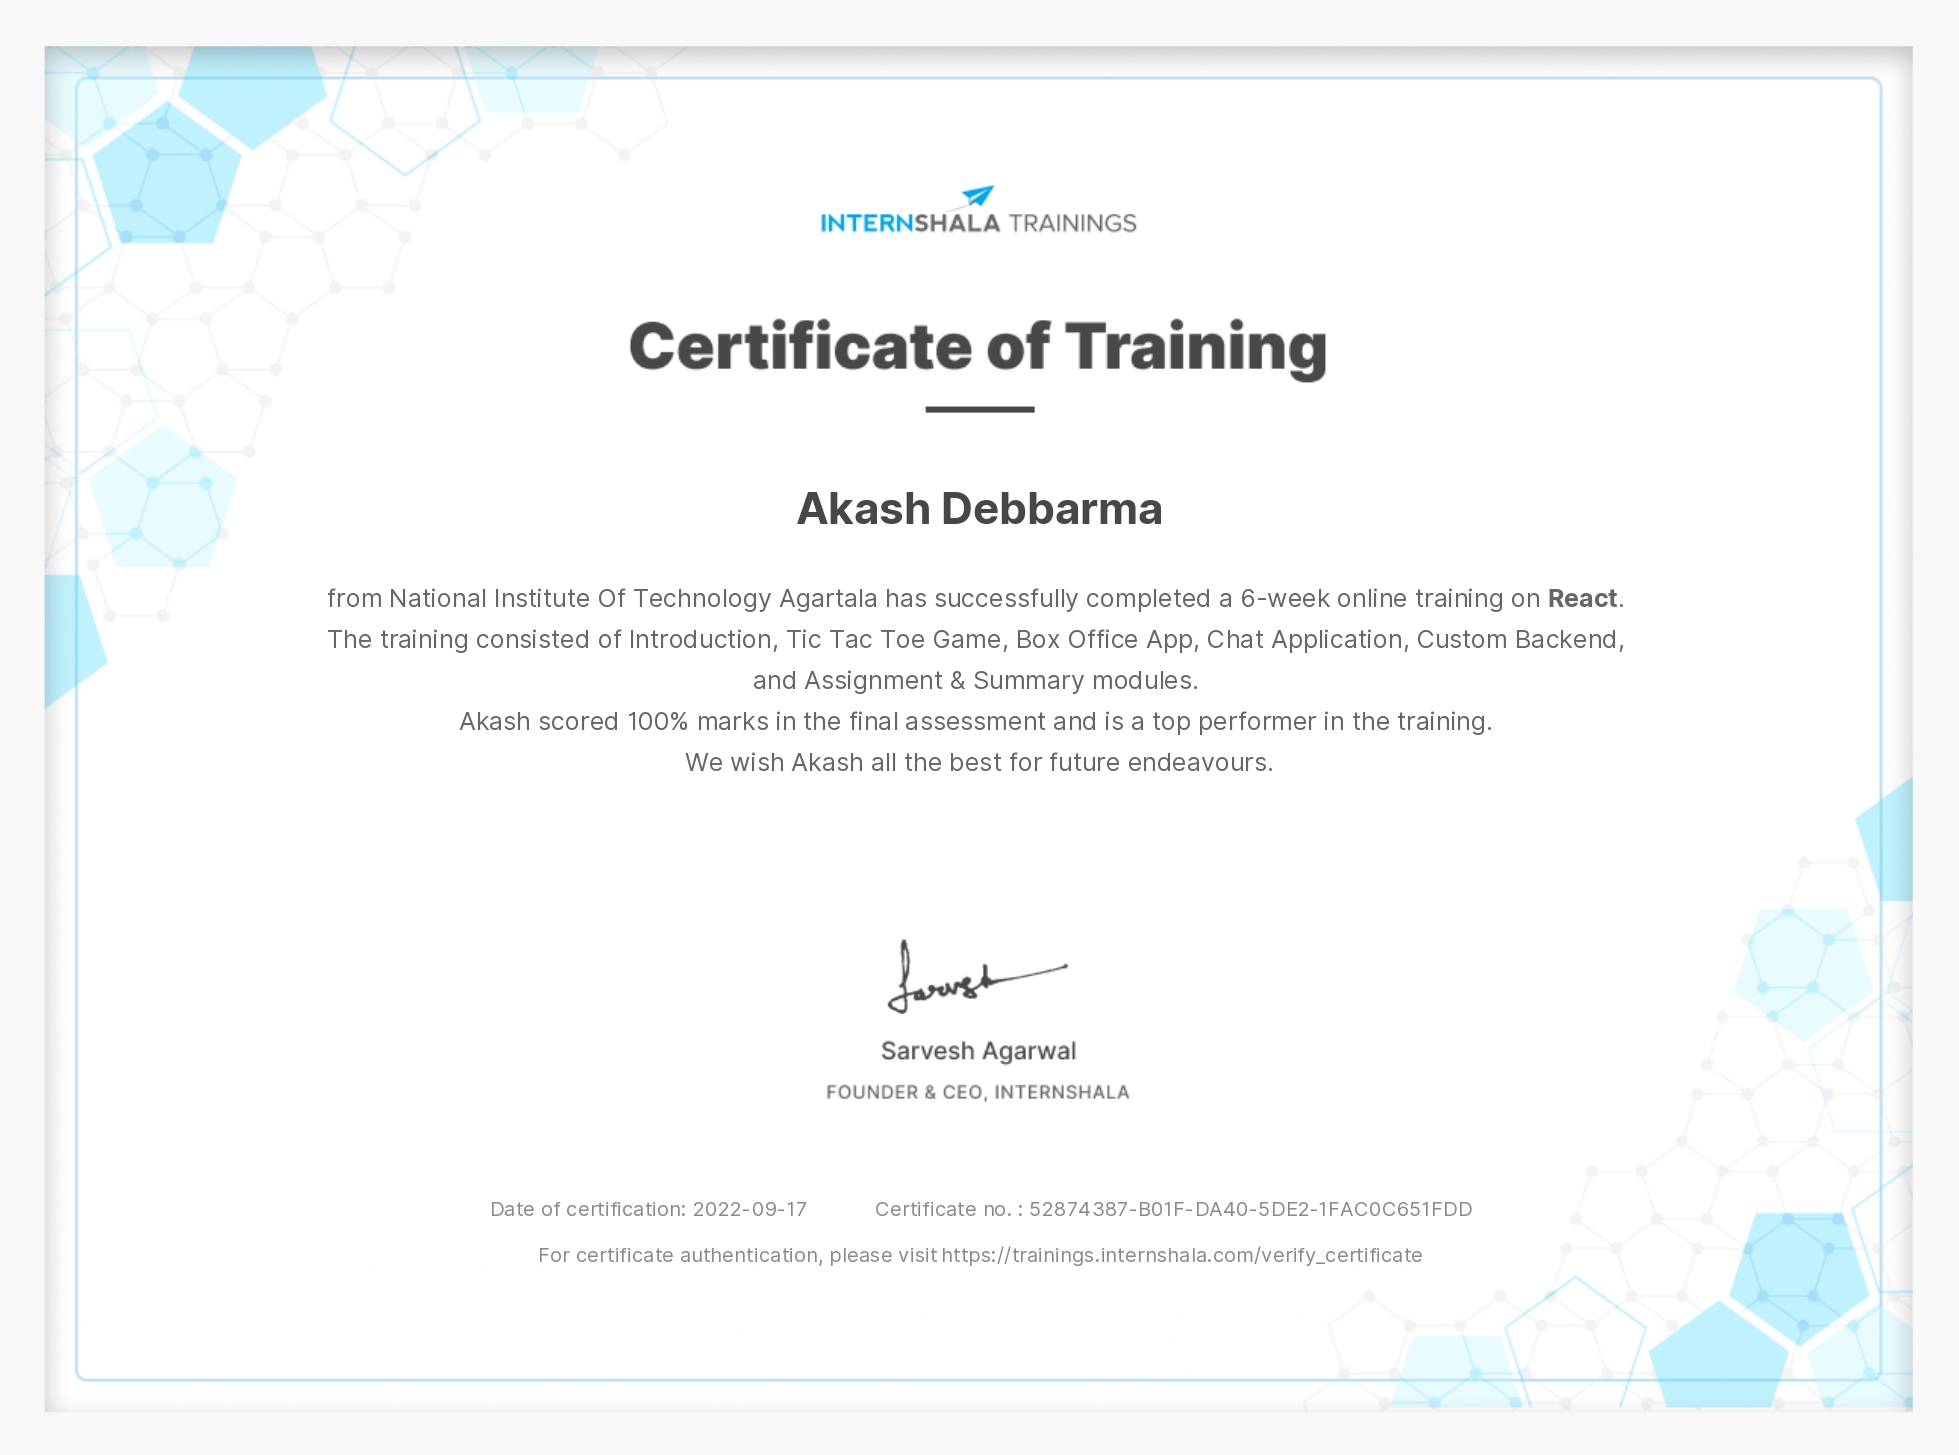 INTERNSHALA TRAININGS
Certificate of Training
Akash Debbarma
from National Institute Of Technology Agartala has successfully completed a 6-week online training on React.
The training consisted of Introduction, Tic Tac Toe Game, Box Office App, Chat Application, Custom Backend,
and Assignment & Summary modules.
Akash scored 100% marks in the final assessment and is a top performer in the training.
We wish Akash all the best for future endeavours.
Sarvesh
Sarvesh Agarwal
FOUNDER & CEO, INTERNSHALA
Date of certification: 2022-09-17 Certificate no. : 52874387-B01F-DA40-5DE2-1FAC0C651FDD
For certificate authentication, please visit https://trainings.internshala.com/verify_certificate